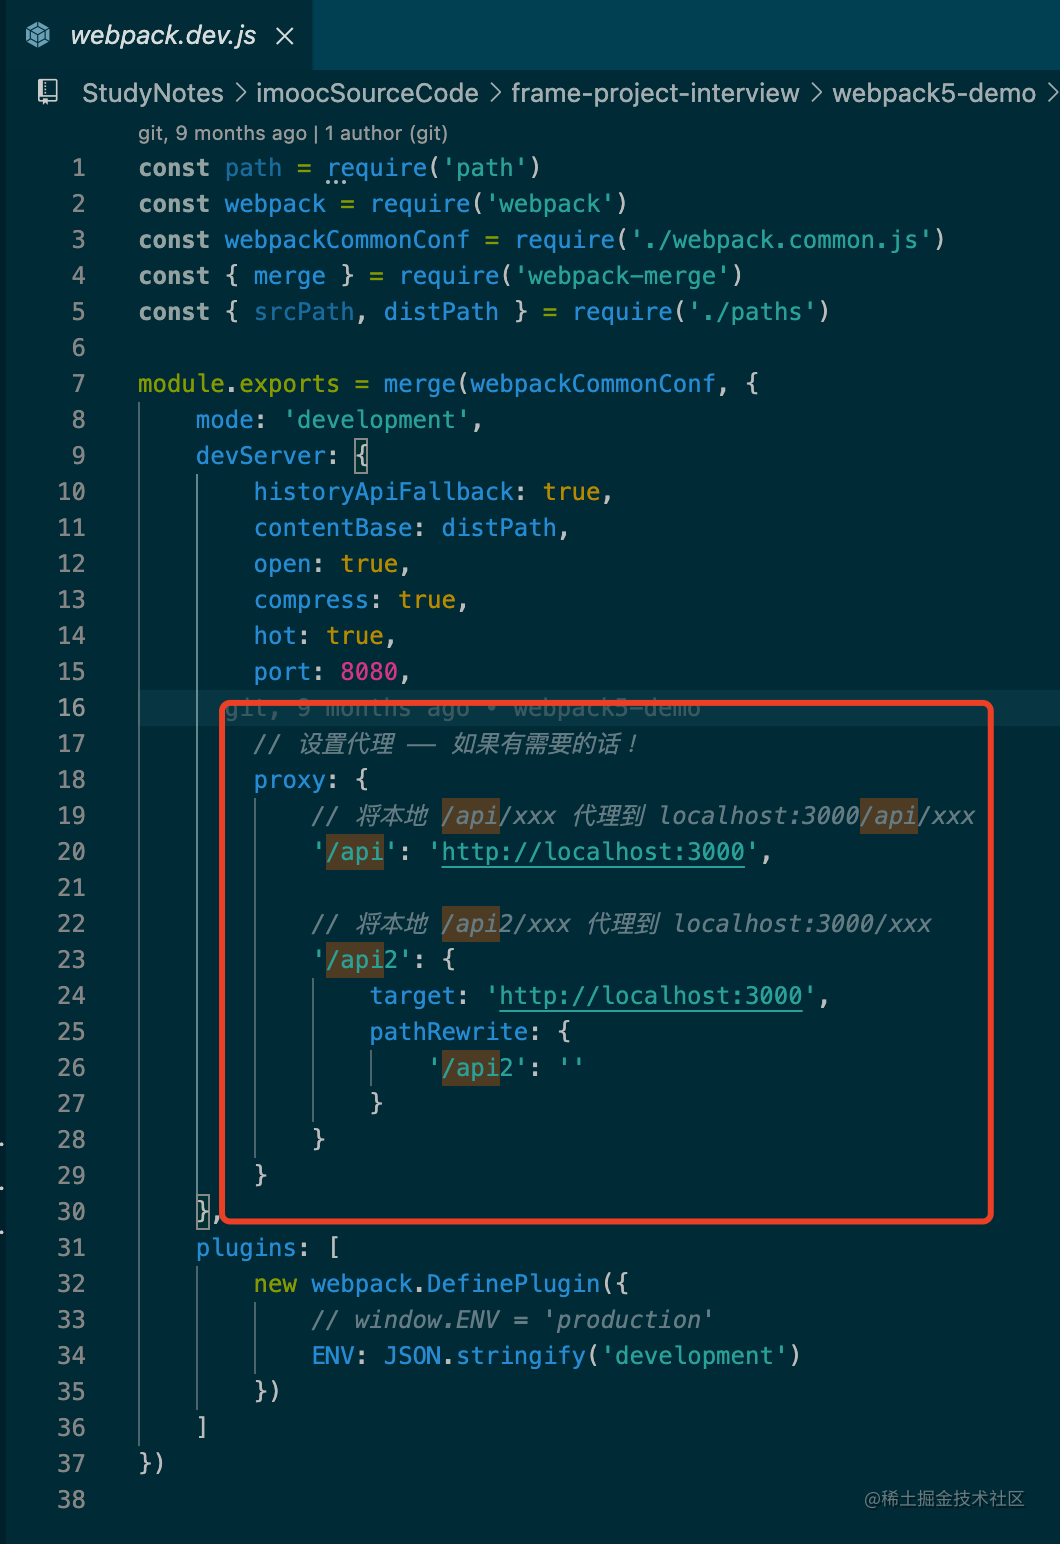 webpack.dev.js
StudyNotes > imoocSourceCode > frame-project-interview > webpack5-demo >
git, 9 months ago | 1 author (git)
1 const path = require('path')
2 const webpack = require('webpack')
3 const webpackCommonConf = require('./webpack.common.js')
4 const { merge } = require('webpack-merge')
5 const { srcPath, distPath } = require('./paths')
6
7 module.exports = merge(webpackCommonConf, {
8 mode: 'development',
9 devServer: {
10 historyApiFallback: true,
11 contentBase: distPath,
12 open: true,
13 compress: true,
14 hot: true,
15 port: 8080,
16 git, 9 months ago • webpack5-demo
17 // 设置代理 —— 如果有需要的话！
18 proxy: {
19 // 将本地 /api/xxx 代理到 localhost:3000/api/xxx
20 '/api': 'http://localhost:3000',
21
22 // 将本地 /api2/xxx 代理到 localhost:3000/xxx
23 '/api2': {
24 target: 'http://localhost:3000',
25 pathRewrite: {
26 '/api2': ''
27 }
28 }
29 }
30 },
31 plugins: [
32 new webpack.DefinePlugin({
33 // window.ENV = 'production'
34 ENV: JSON.stringify('development')
35 })
36 ]
37 })
38
@稀土掘金技术社区